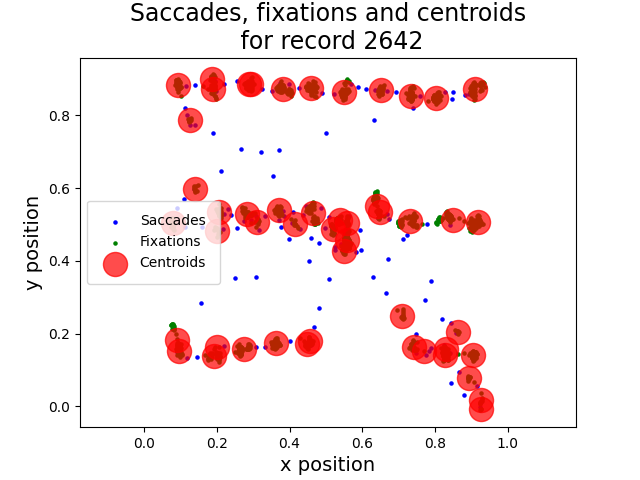 Saccades, fixations and centroids
for record 2642
y position
0.8
0.6
0.4
0.2
0.0
Saccades
Fixations
Centroids
0.0 0.2 0.4 0.6 0.8 1.0
x position